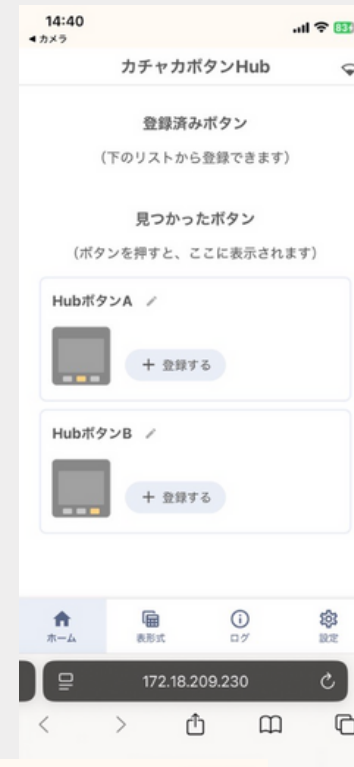 14:40
83
◀カメラ
カチャカボタンHub
登録済みボタン
(下のリストから登録できます)
見つかったボタン
(ボタンを押すと、ここに表示されます)
HubボタンA
+ 登録する
HubボタンB
+ 登録する
ホーム 表形式 ログ 設定
172.18.209.230